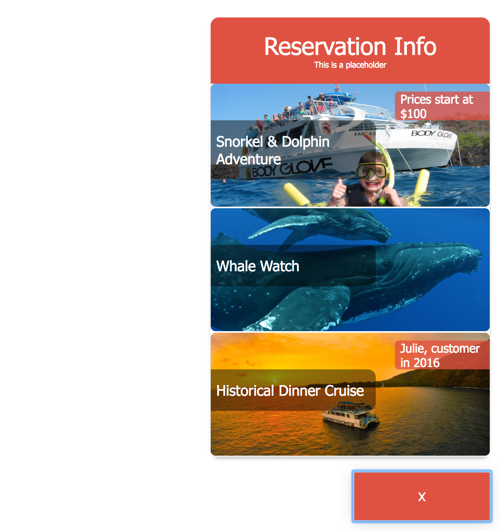 Reservation Info
This is a placeholder
Prices start at
$100
Snorkel & Dolphin
Adventure
BODY GLOVE
BODY GLOVE
Whale Watch
Julie, customer
in 2016
Historical Dinner Cruise
x